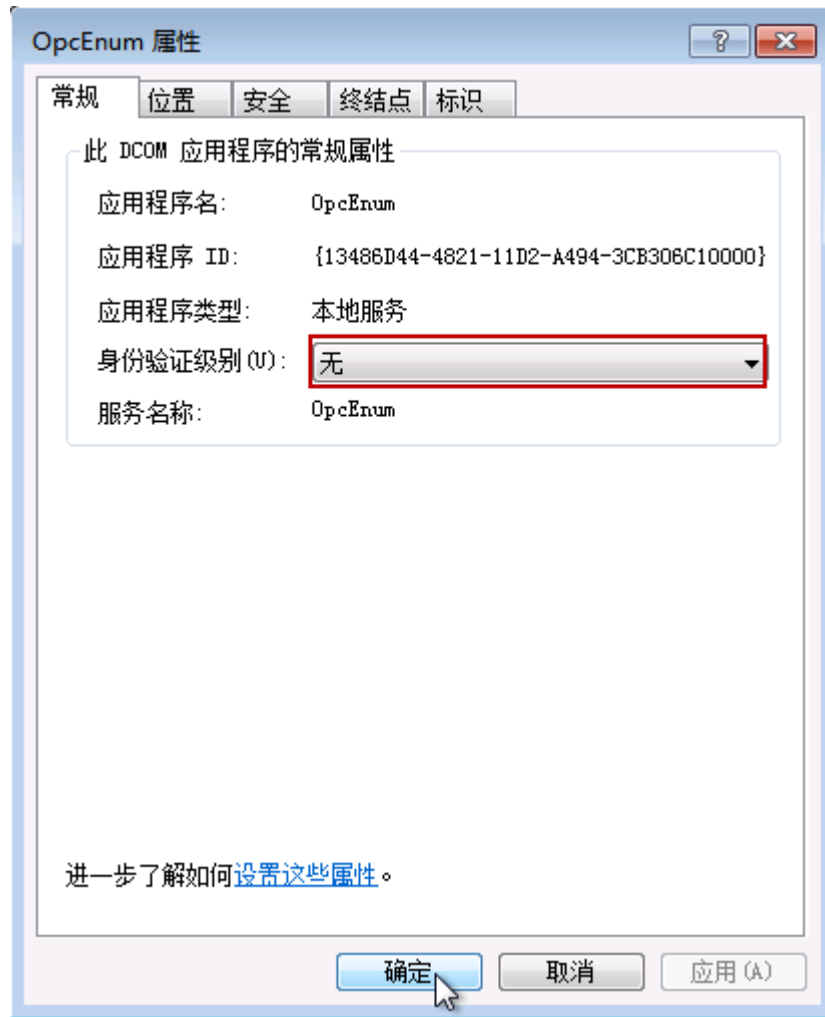 OpcEnum 属性
常规 位置 安全 终结点 标识
此 DCOM 应用程序的常规属性
应用程序名: OpcEnum
应用程序 ID: {13486D44-4821-11D2-A494-3CB306C10000}
应用程序类型: 本地服务
身份验证级别(U): 无
服务名称: OpcEnum
进一步了解如何设置这些属性。
确定 取消 应用(A)